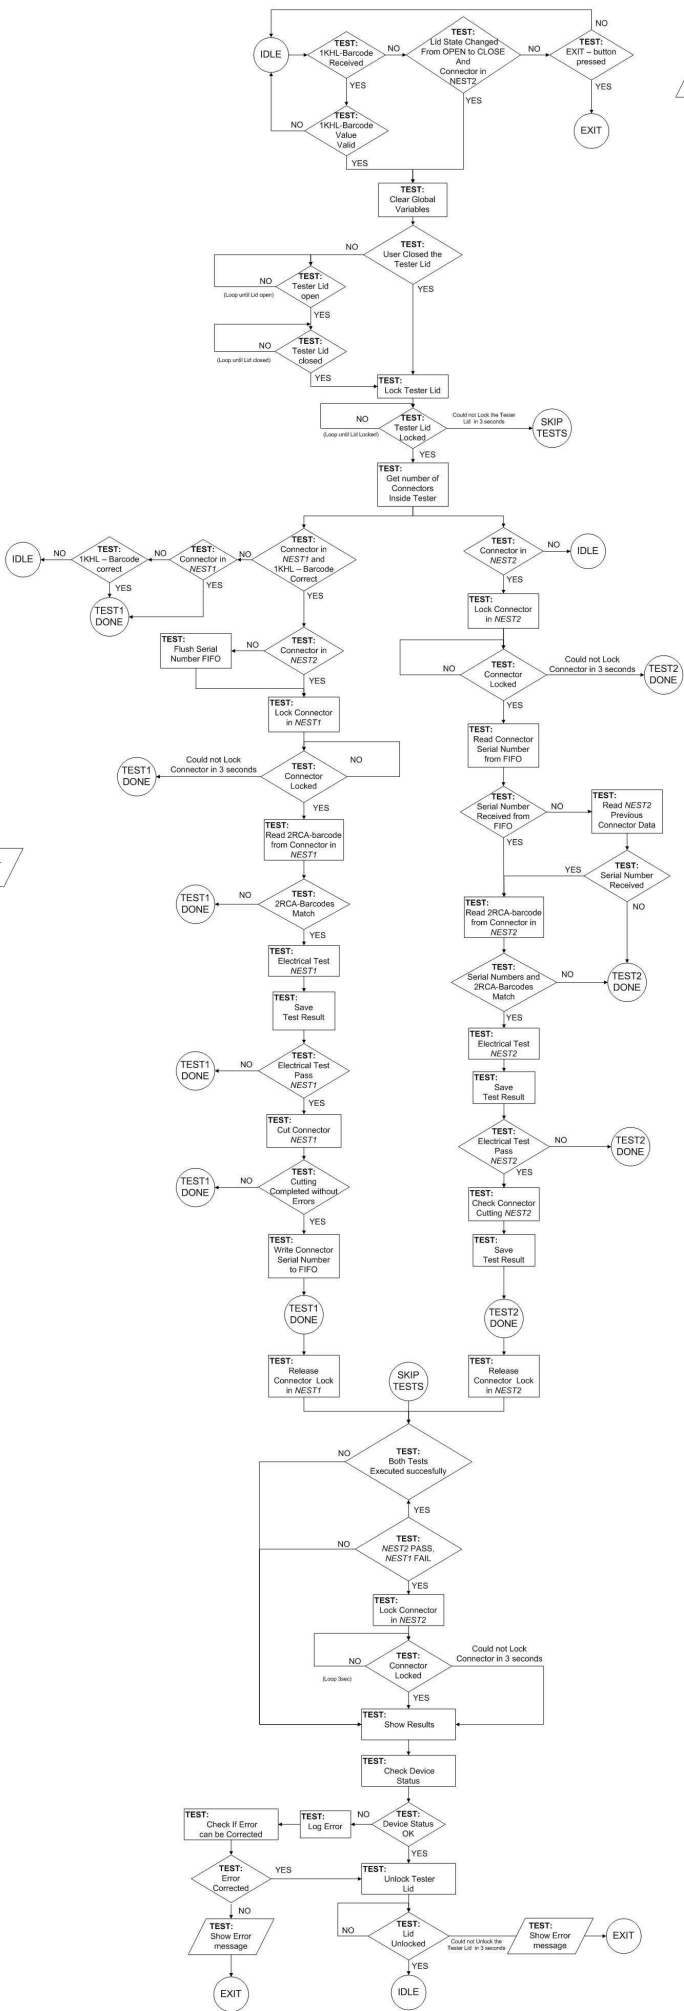 NO
IDLE
TEST:
1KHL-Barcode
Received
NO
TEST:
Lid State Changed
From OPEN to CLOSE
And
Connector in
NEST2
NO
TEST:
EXIT – button
pressed
YES
YES
YES
NO
TEST:
1KHL-Barcode
Value
Valid
EXIT
YES
TEST:
Clear Global
Variables
NO
TEST:
User Closed the
Tester Lid
NO
TEST:
Tester Lid
open
(Loop until Lid open)
YES
YES
NO
TEST:
Tester Lid
closed
(Loop until Lid closed)
YES
TEST:
Lock Tester Lid
NO
TEST:
Tester Lid
Locked
(Loop until Lid Locked)
Could not Lock the Tester
Lid in 3 seconds
SKIP
TESTS
YES
TEST:
Get number of
Connectors
Inside Tester
IDLE
NO
TEST:
1KHL – Barcode
correct
NO
TEST:
Connector in
NEST1
NO
TEST:
Connector in
NEST1 and
1KHL – Barcode
Correct
TEST:
Connector in
NEST2
NO
IDLE
YES
YES
YES
YES
TEST1
DONE
TEST:
Lock Connector
in NEST2
TEST:
Flush Serial
Number FIFO
NO
TEST:
Connector in
NEST2
YES
NO
TEST:
Connector
Locked
Could not Lock
Connector in 3 seconds
TEST2
DONE
YES
TEST:
Lock Connector
in NEST1
TEST:
Read Connector
Serial Number
from FIFO
TEST1
DONE
Could not Lock
Connector in 3 seconds
TEST:
Connector
Locked
NO
YES
TEST:
Serial Number
Received from
FIFO
NO
TEST:
Read NEST2
Previous
Connector Data
YES
TEST:
Read 2RCA-barcode
from Connector in
NEST1
YES
TEST:
Serial Number
Received
NO
TEST1
DONE
NO
TEST:
2RCA-Barcodes
Match
YES
TEST:
Read 2RCA-barcode
from Connector in
NEST2
TEST:
Electrical Test
NEST1
TEST:
Serial Numbers and
2RCA-Barcodes
Match
NO
TEST2
DONE
YES
TEST:
Save
Test Result
TEST:
Electrical Test
NEST2
TEST1
DONE
NO
TEST:
Electrical Test
Pass
NEST1
YES
TEST:
Save
Test Result
TEST:
Cut Connector
NEST1
TEST:
Electrical Test
Pass
NEST2
NO
TEST2
DONE
YES
TEST1
DONE
NO
TEST:
Cutting
Completed without
Errors
YES
TEST:
Check Connector
Cutting NEST2
TEST:
Write Connector
Serial Number
to FIFO
TEST:
Save
Test Result
TEST1
DONE
TEST2
DONE
TEST:
Release
Connector Lock
in NEST1
SKIP
TESTS
TEST:
Release
Connector Lock
in NEST2
NO
TEST:
Both Tests
Executed succesfully
YES
NO
TEST:
NEST2 PASS,
NEST1 FAIL
YES
TEST:
Lock Connector
in NEST2
NO
TEST:
Connector
Locked
(Loop 3sec)
Could not Lock
Connector in 3 seconds
YES
TEST:
Show Results
TEST:
Check Device
Status
TEST:
Check If Error
can be Corrected
TEST:
Log Error
NO
TEST:
Device Status
OK
YES
TEST:
Error
Corrected
YES
TEST:
Unlock Tester
Lid
NO
TEST:
Show Error
message
NO
TEST:
Lid
Unlocked
Could not Unlock the
Tester Lid in 3 seconds
TEST:
Show Error
message
EXIT
YES
EXIT
IDLE